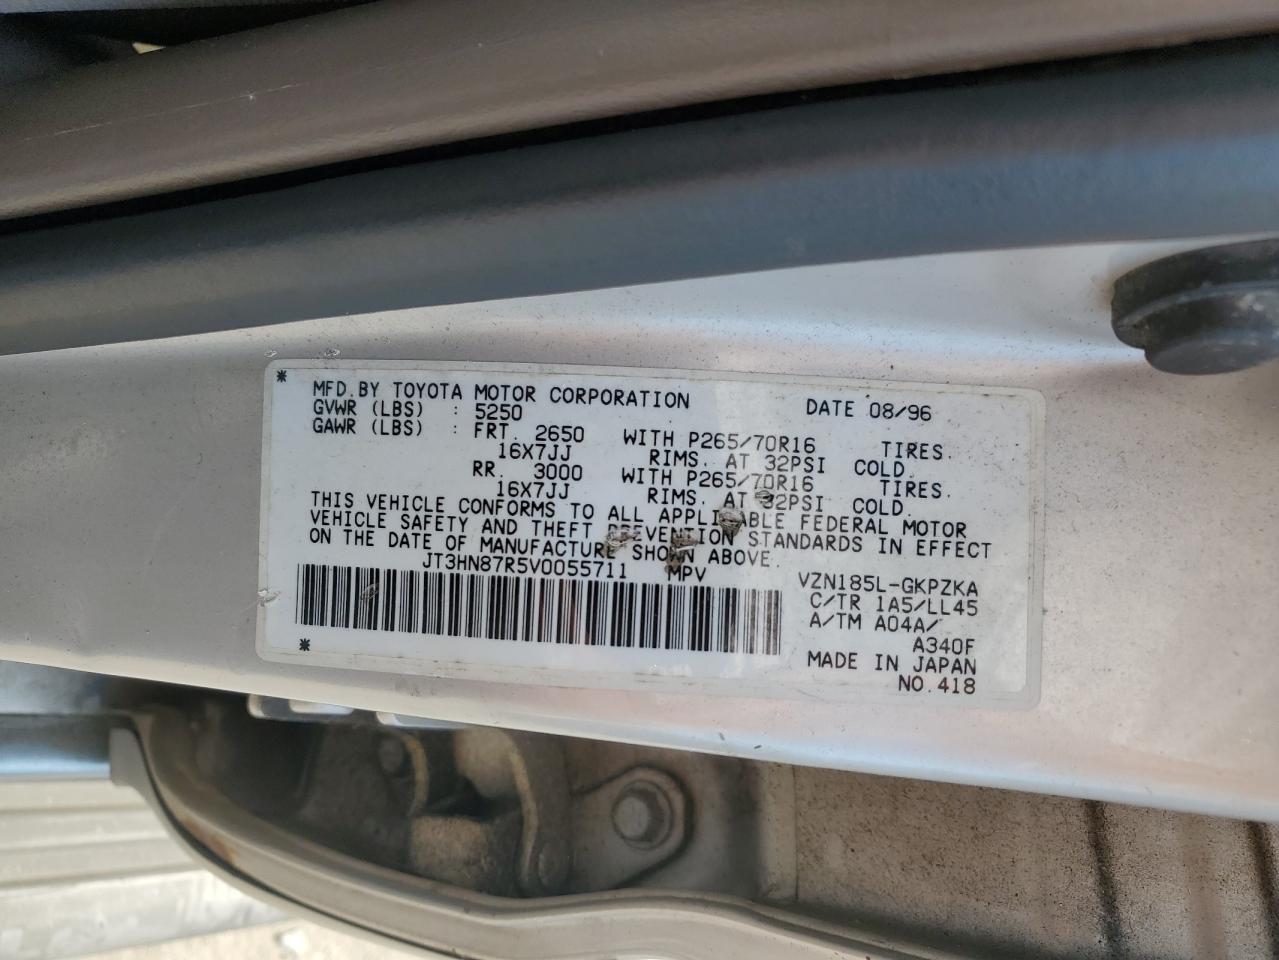 * MFD.BY TOYOTA MOTOR CORPORATION DATE 08/96
GVWR (LBS) : 5250
GAWR (LBS) : FRT. 2650 WITH P265/70R16 TIRES.
16X7JJ RIMS. AT 32PSI COLD.
RR. 3000 WITH P265/70R16 TIRES.
16X7JJ RIMS. AT 32PSI COLD.
THIS VEHICLE CONFORMS TO ALL APPLICABLE FEDERAL MOTOR
VEHICLE SAFETY AND THEFT PREVENTION STANDARDS IN EFFECT
ON THE DATE OF MANUFACTURE SHOWN ABOVE.
JT3HN87R5V0055711 MPV
VZN185L-GKPZKA
C/TR 1A5/LL45
A/TM A04A/
A340F
* MADE IN JAPAN
NO.418